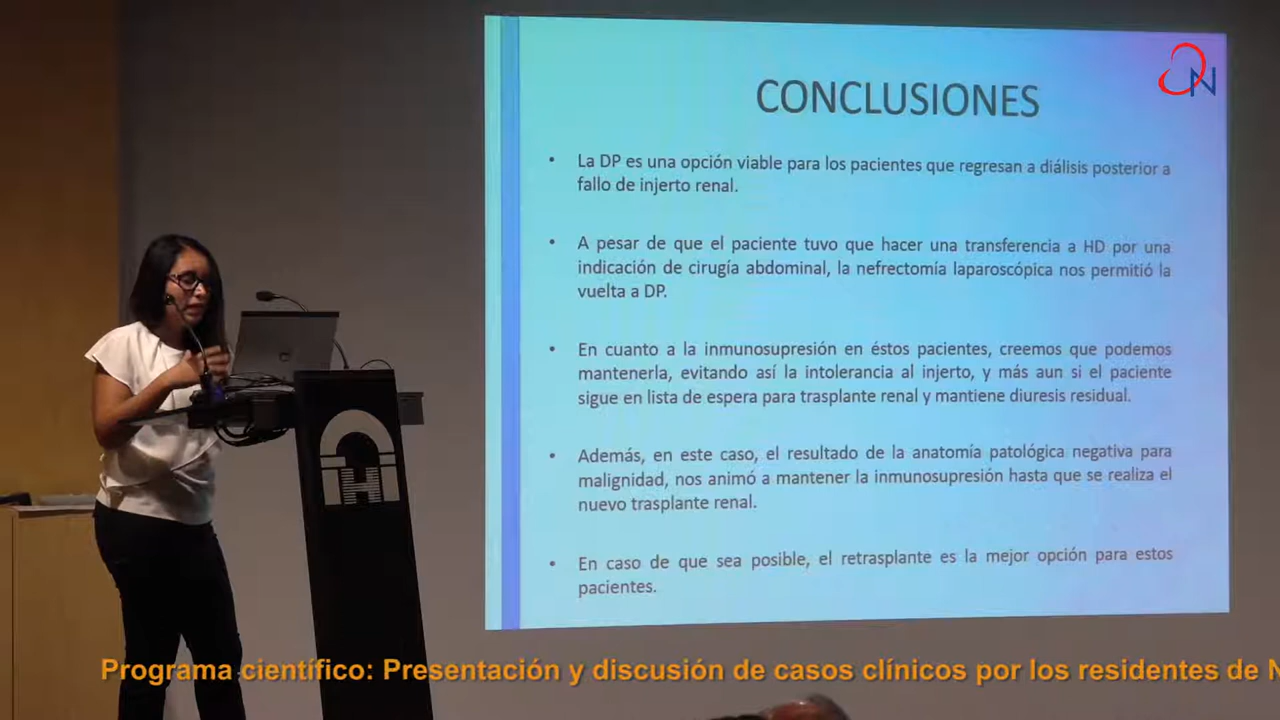 N
CONCLUSIONES
• La DP es una opción viable para los pacientes que regresan a diálisis posterior a
fallo de injerto renal.
• A pesar de que el paciente tuvo que hacer una transferencia a HD por una
indicación de cirugía abdominal, la nefrectomía laparoscópica nos permitió la
vuelta a DP.
• En cuanto a la inmunosupresión en éstos pacientes, creemos que podemos
mantenerla, evitando así la intolerancia al injerto, y más aun si el paciente
sigue en lista de espera para trasplante renal y mantiene diuresis residual.
• Además, en este caso, el resultado de la anatomía patológica negativa para
malignidad, nos animó a mantener la inmunosupresión hasta que se realiza el
nuevo trasplante renal.
• En caso de que sea posible, el retrasplante es la mejor opción para estos
pacientes.
H
Programa científico: Presentación y discusión de casos clínicos por los residentes de N